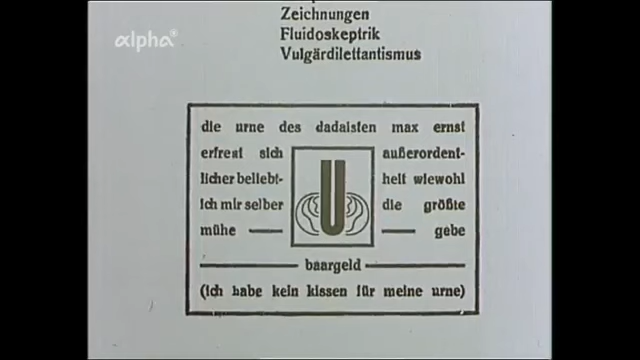 alpha
Zeichnungen
Fluidoskeptrik
Vulgärdilettantismus
die urne des dadaisten max ernst
erfreut sich außerordent-
licher beliebt- heit wiewohl
ich mir selber die größte
mühe gebe
U
baargeld
(ich habe kein kissen für meine urne)